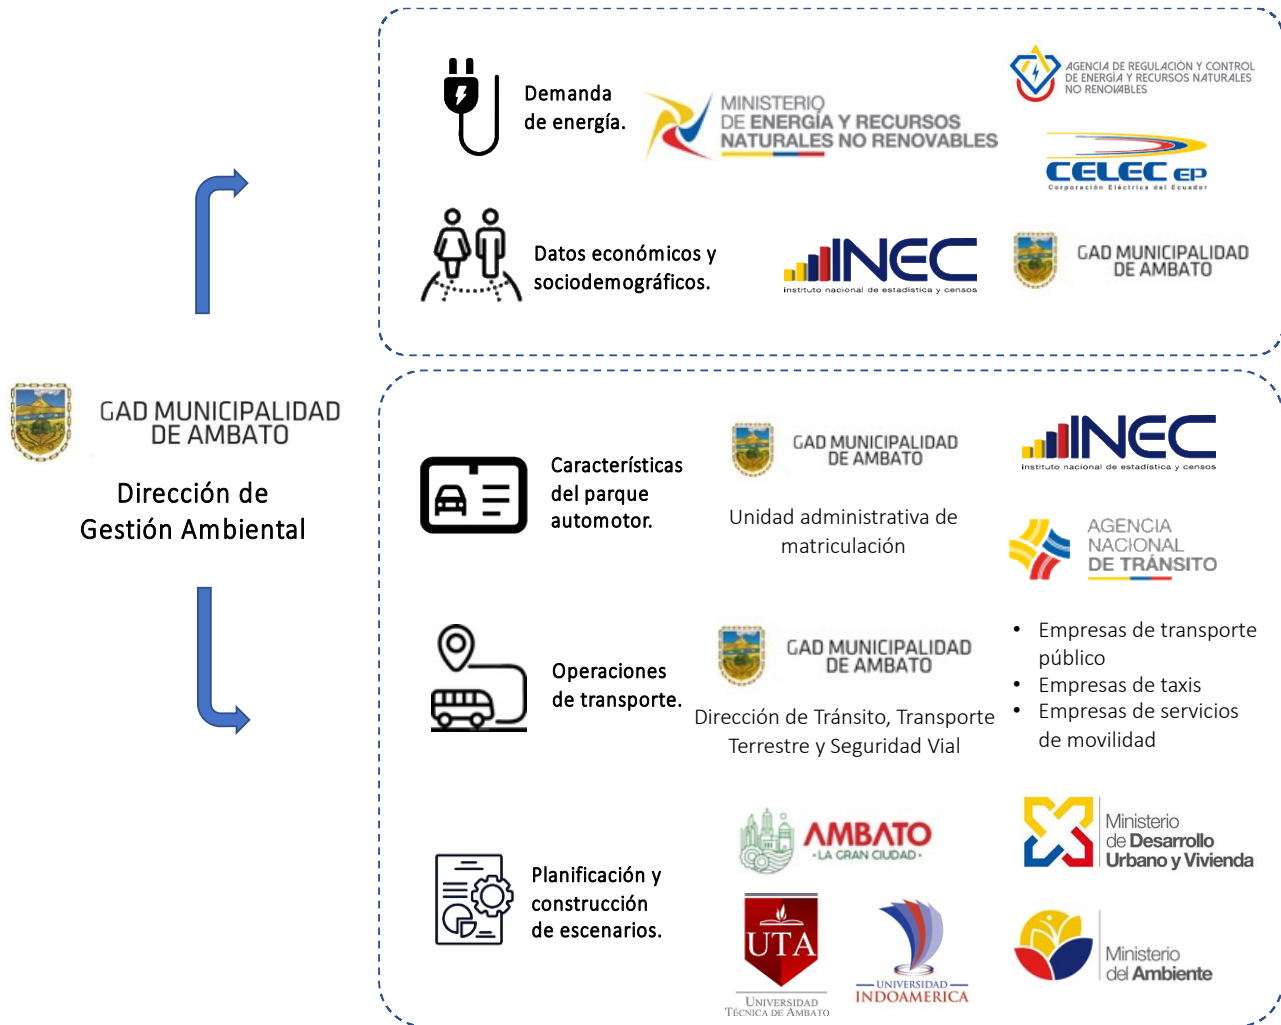 Demanda
de energía.
MINISTERIO
DE ENERGÍA Y RECURSOS
NATURALES NO RENOVABLES
AGENCIA DE REGULACIÓN Y CONTROL
DE ENERGÍA Y RECURSOS NATURALES
NO RENOVABLES
CELEC EP
Corporación Eléctrica del Ecuador
Datos económicos y
sociodemográficos.
INEC
instituto nacional de estadística y censos
GAD MUNICIPALIDAD
DE AMBATO
GAD MUNICIPALIDAD
DE AMBATO
Dirección de
Gestión Ambiental
Características
del parque
automotor.
GAD MUNICIPALIDAD
DE AMBATO
Unidad administrativa de
matriculación
INEC
instituto nacional de estadística y censos
AGENCIA
NACIONAL
DE TRÁNSITO
Operaciones
de transporte.
GAD MUNICIPALIDAD
DE AMBATO
Dirección de Tránsito, Transporte
Terrestre y Seguridad Vial
• Empresas de transporte
público
• Empresas de taxis
• Empresas de servicios
de movilidad
Planificación y
construcción
de escenarios.
AMBATO
·LA GRAN CIUDAD·
UTA
UNIVERSIDAD
TÉCNICA DE AMBATO
UNIVERSIDAD
INDOAMERICA
Ministerio
de Desarrollo
Urbano y Vivienda
Ministerio
del Ambiente